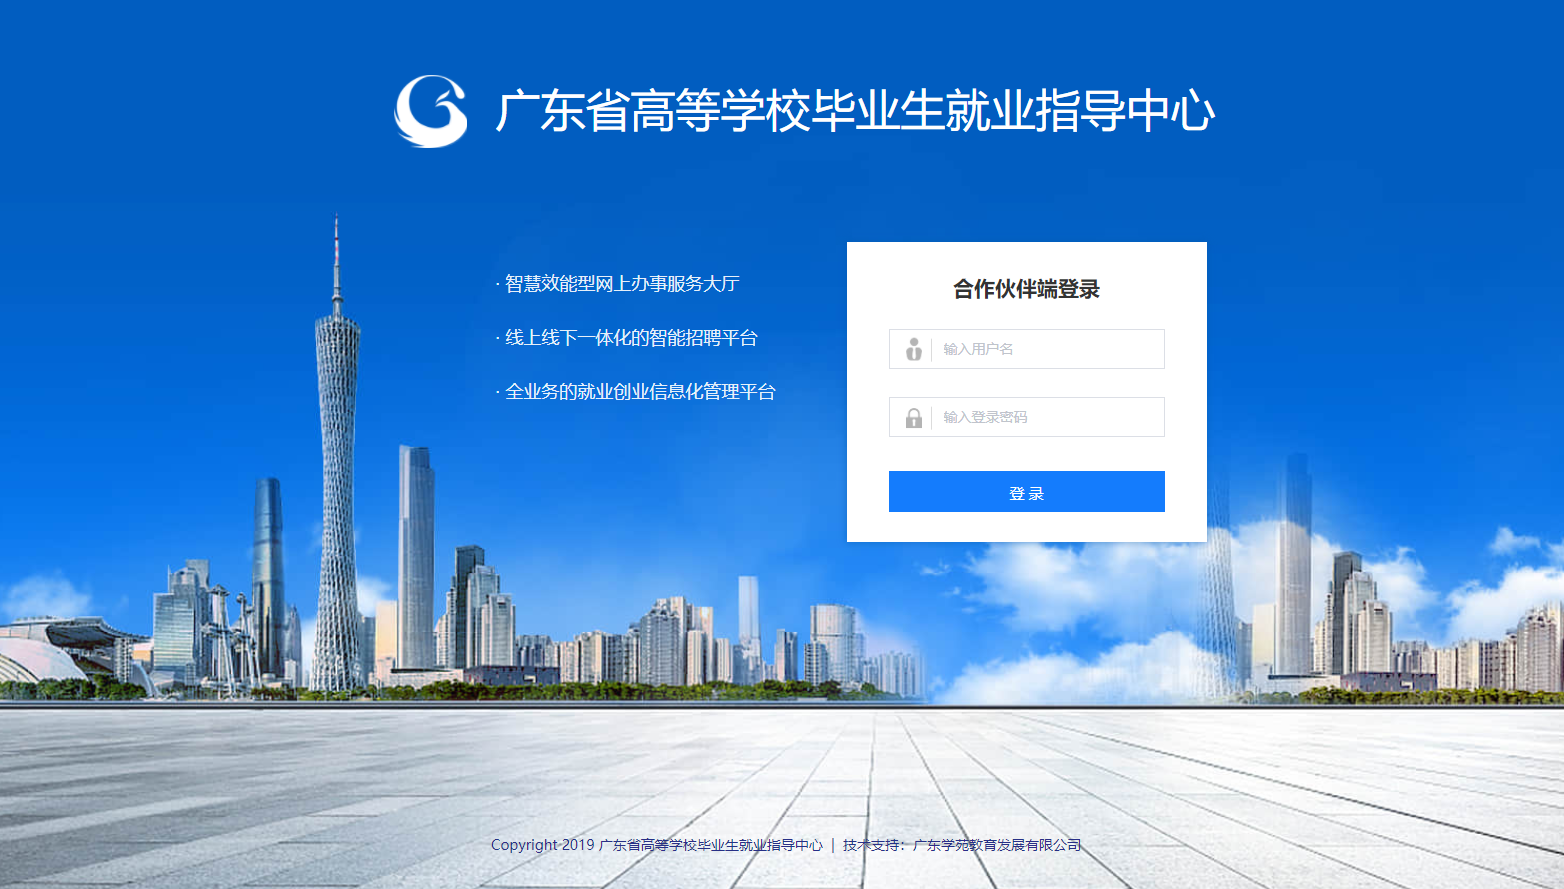 广东省高等学校毕业生就业指导中心
· 智慧效能型网上办事服务大厅
· 线上线下一体化的智能招聘平台
· 全业务的就业创业信息化管理平台
合作伙伴端登录
输入用户名
输入登录密码
登 录
Copyright 2019 广东省高等学校毕业生就业指导中心 | 技术支持：广东学苑教育发展有限公司